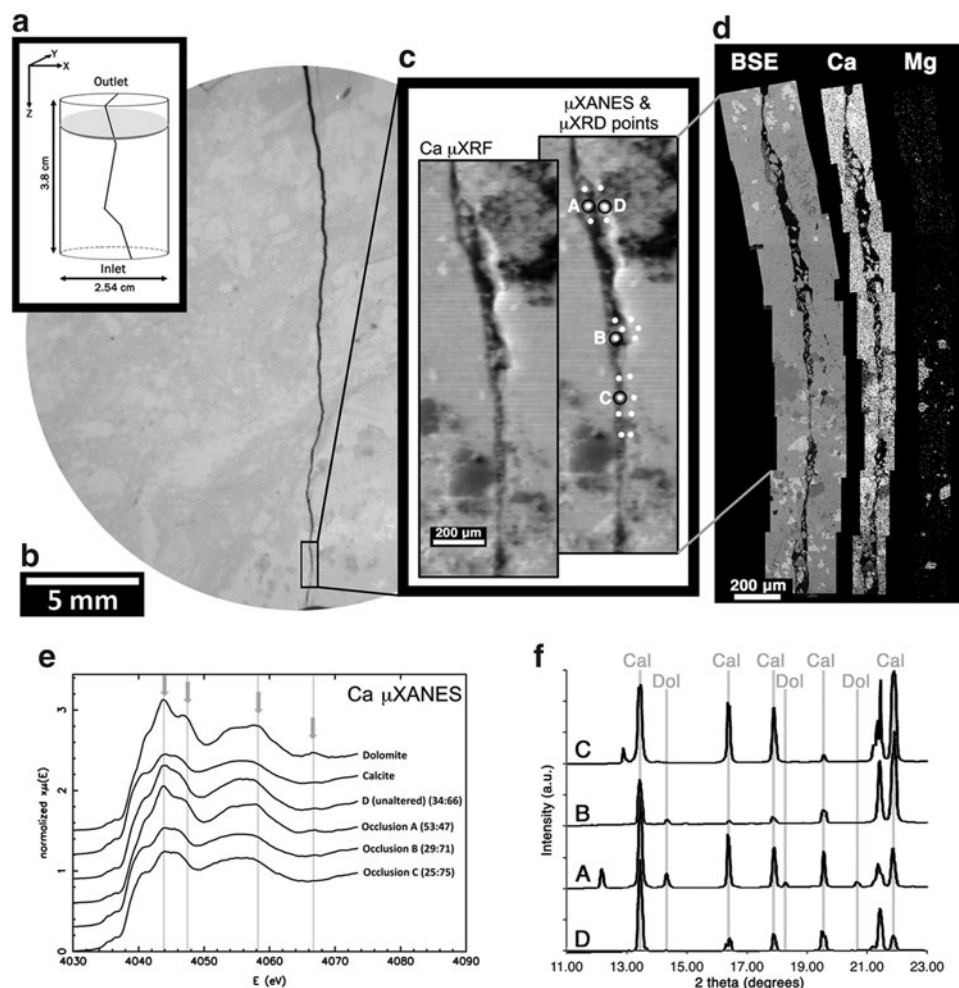 a
Y
X
Z
Outlet
3.8 cm
Inlet
2.54 cm
b
5 mm
c
Ca µXRF
µXANES &
µXRD points
A
D
B
C
200 µm
d
BSE
Ca
Mg
200 µm
e
Ca µXANES
normalized xµ(E)
3
2
1
0
Dolomite
Calcite
D (unaltered) (34:66)
Occlusion A (53:47)
Occlusion B (29:71)
Occlusion C (25:75)
4030 4040 4050 4060 4070 4080 4090
E (eV)
f
Cal Cal Cal Cal Cal
Dol Dol Dol
Intensity (a.u.)
C
B
A
D
11.00 13.00 15.00 17.00 19.00 21.00 23.00
2 theta (degrees)